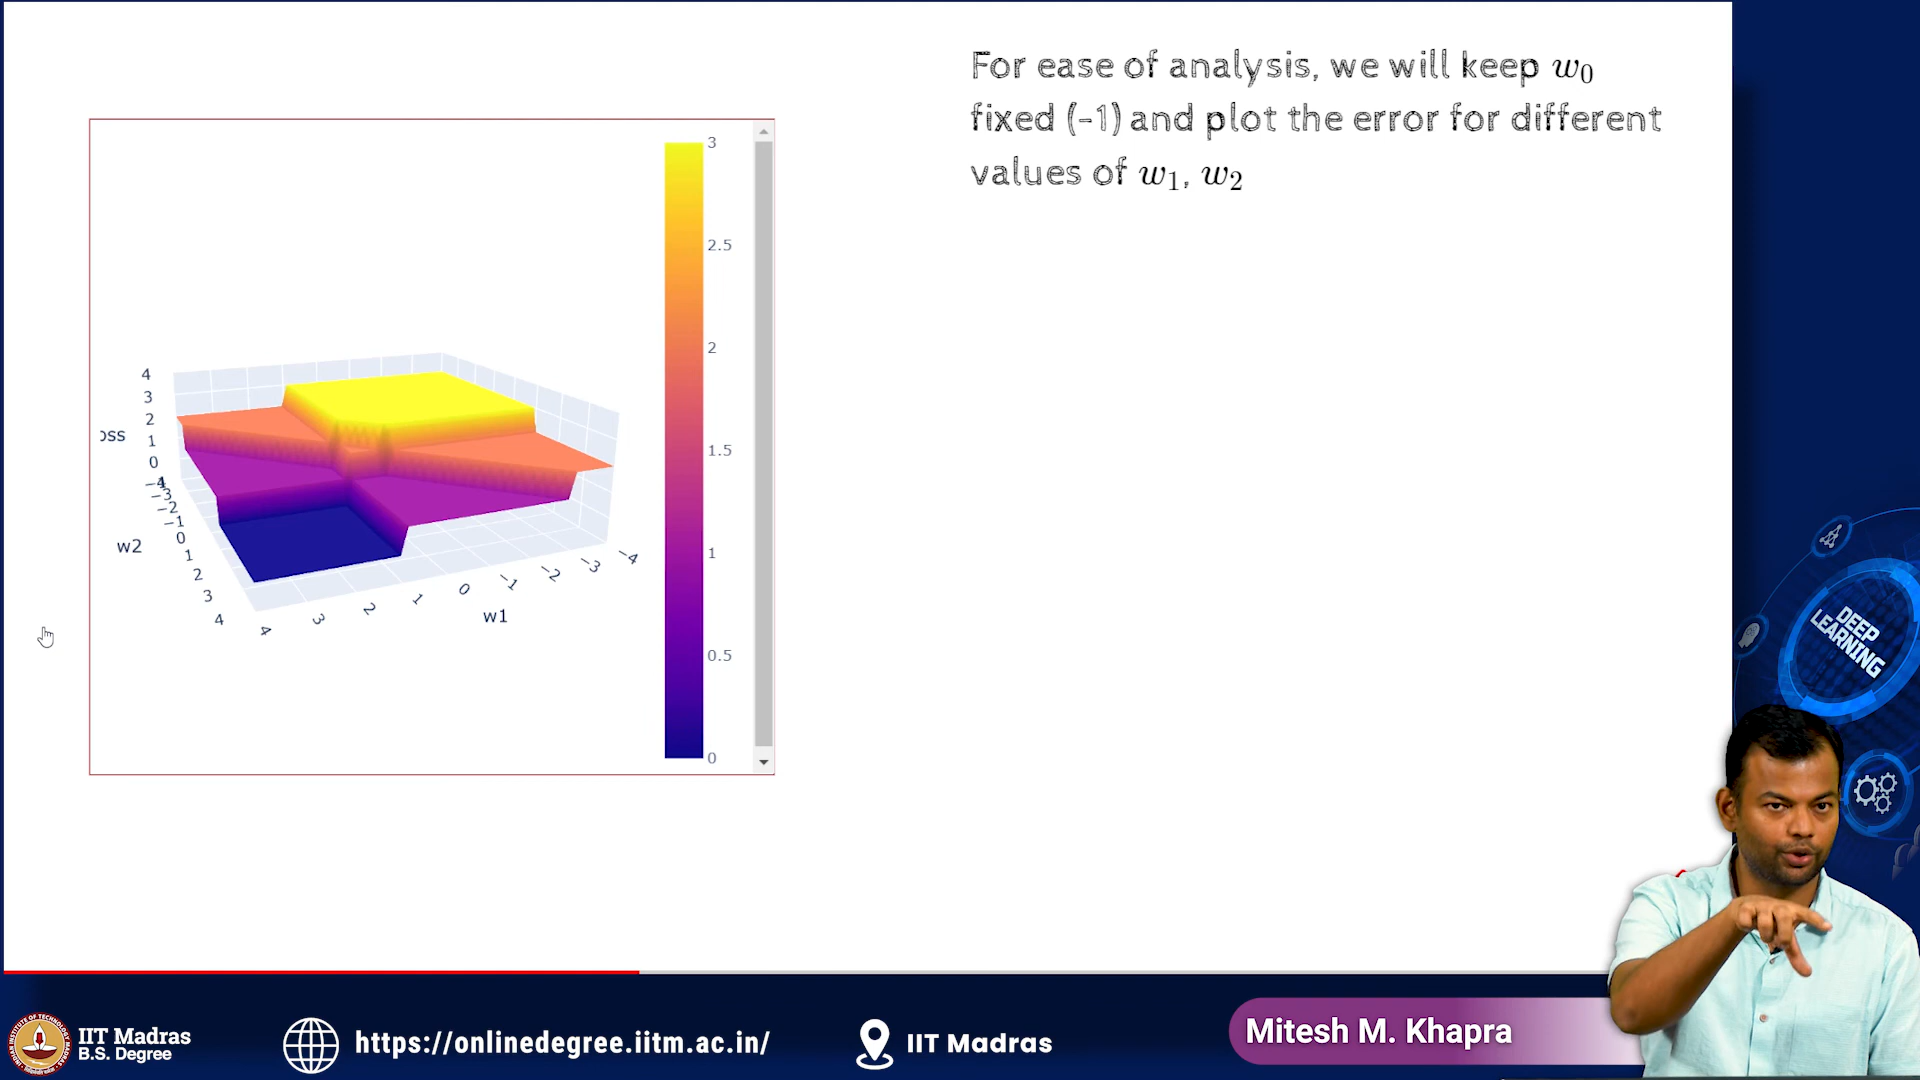 For ease of analysis, we will keep w₀
fixed (-1) and plot the error for different
values of w₁, w₂
3
2.5
2
1.5
1
0.5
0
4
3
2
1
0
oss
−4
−3
−2
−1
0
1
2
3
4
w2
4
3
2
1
0
−1
−2
−3
−4
w1
DEEP
LEARNING
IIT Madras
B.S. Degree
https://onlinedegree.iitm.ac.in/
IIT Madras
Mitesh M. Khapra